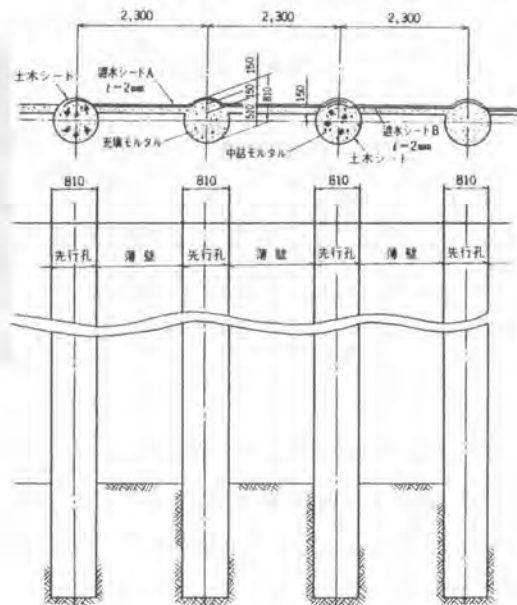 2,300 2,300 2,300
土木シート
遮水シートA
t=2mm
150
150
510
810
150
充填モルタル
中詰モルタル
遮水シートB
t=2mm
土木シート
810 810 810 810
先行孔 薄壁 先行孔 薄壁 先行孔 薄壁 先行孔